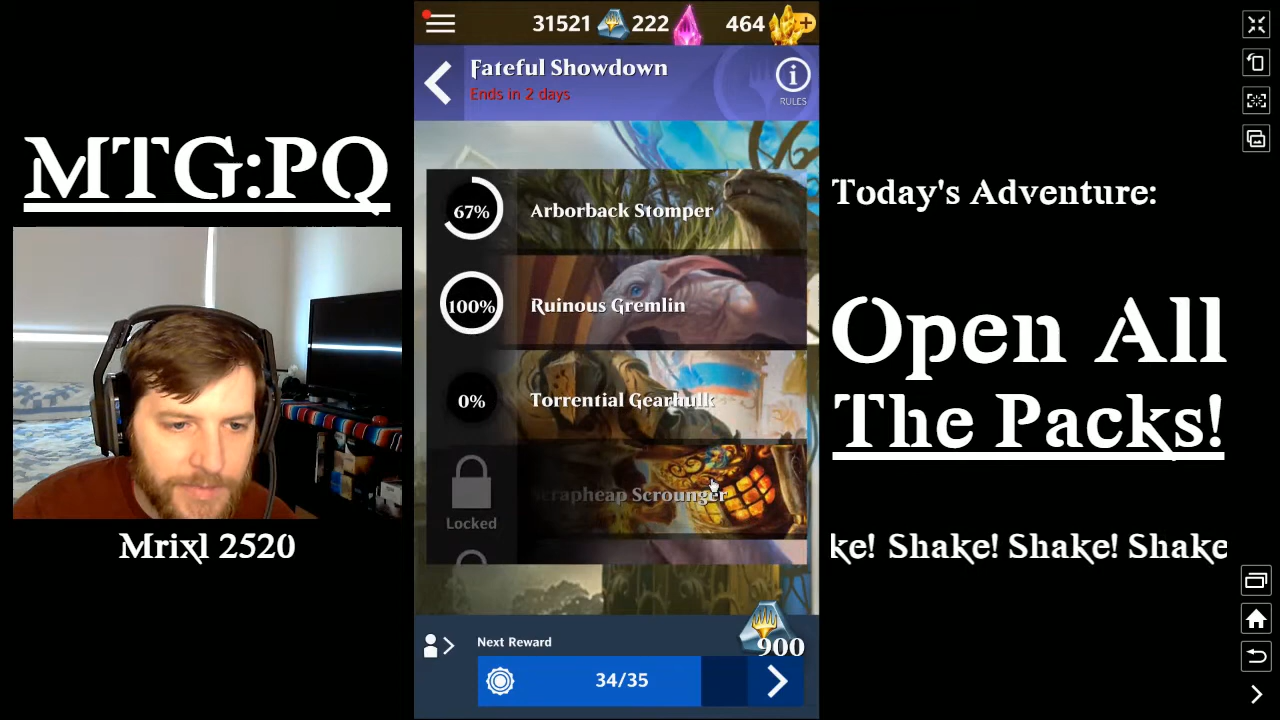 31521 222 464
Fateful Showdown
Ends in 2 days
RULES
MTG:PQ
Mrixl 2520
67% Arborback Stomper
100% Ruinous Gremlin
0% Torrential Gearhulk
Scrapheap Scrounger
Locked
Next Reward
900
34/35
Today's Adventure:
Open All
The Packs!
ke! Shake! Shake! Shake